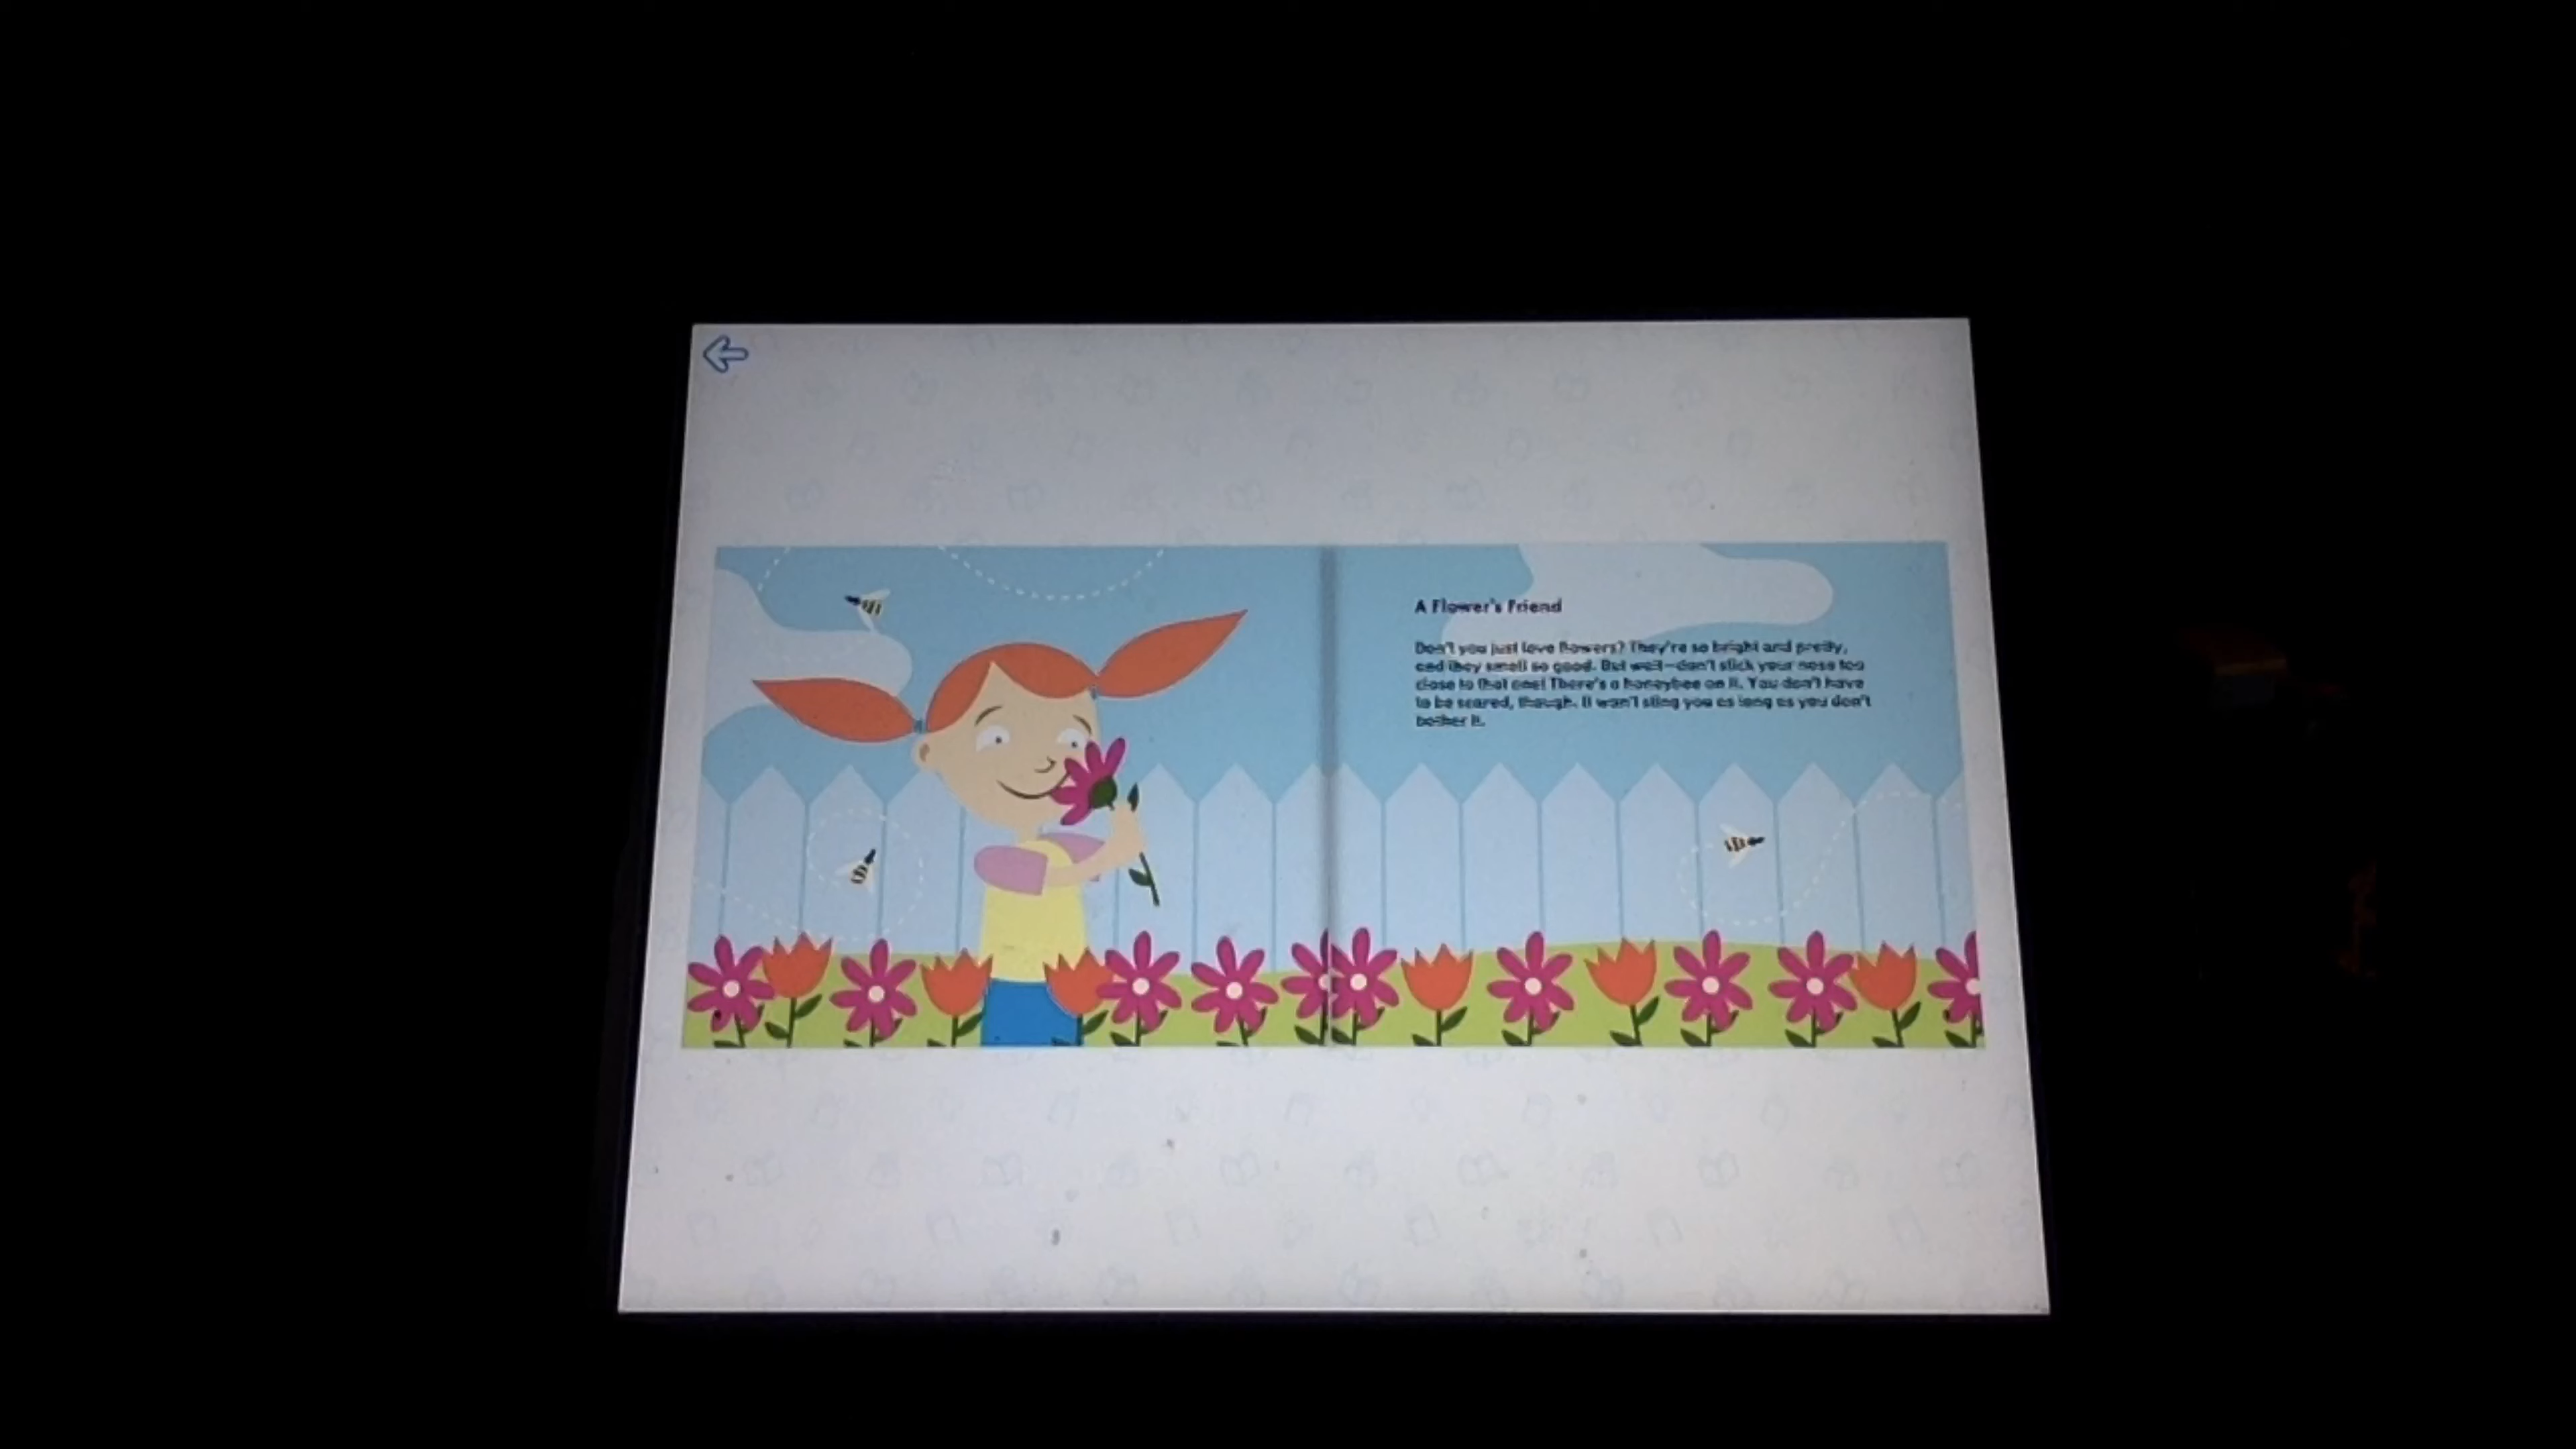 A Flower's Friend
Don't you just love flowers? They're so bright and pretty,
and they smell so good. But wait—don't stick your nose too
close to that one! There's a honeybee on it. You don't have
to be scared, though. It won't sting you as long as you don't
bother it.